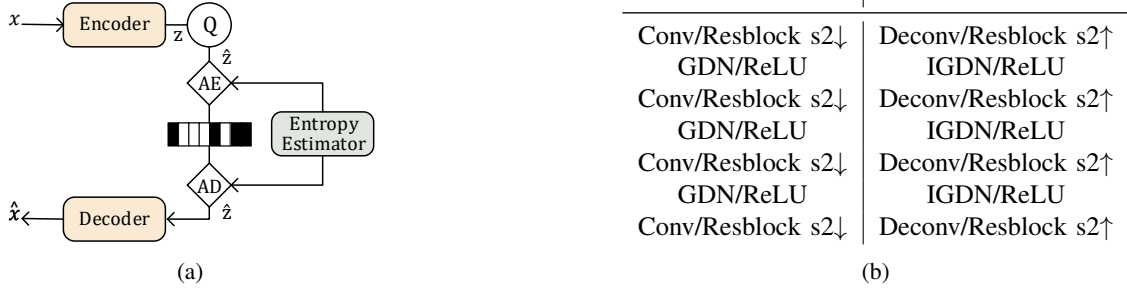 x Encoder z Q
ẑ
AE
Entropy
Estimator
AD
x̂ Decoder ẑ
(a)
Conv/Resblock s2↓ Deconv/Resblock s2↑
GDN/ReLU IGDN/ReLU
Conv/Resblock s2↓ Deconv/Resblock s2↑
GDN/ReLU IGDN/ReLU
Conv/Resblock s2↓ Deconv/Resblock s2↑
GDN/ReLU IGDN/ReLU
Conv/Resblock s2↓ Deconv/Resblock s2↑
(b)